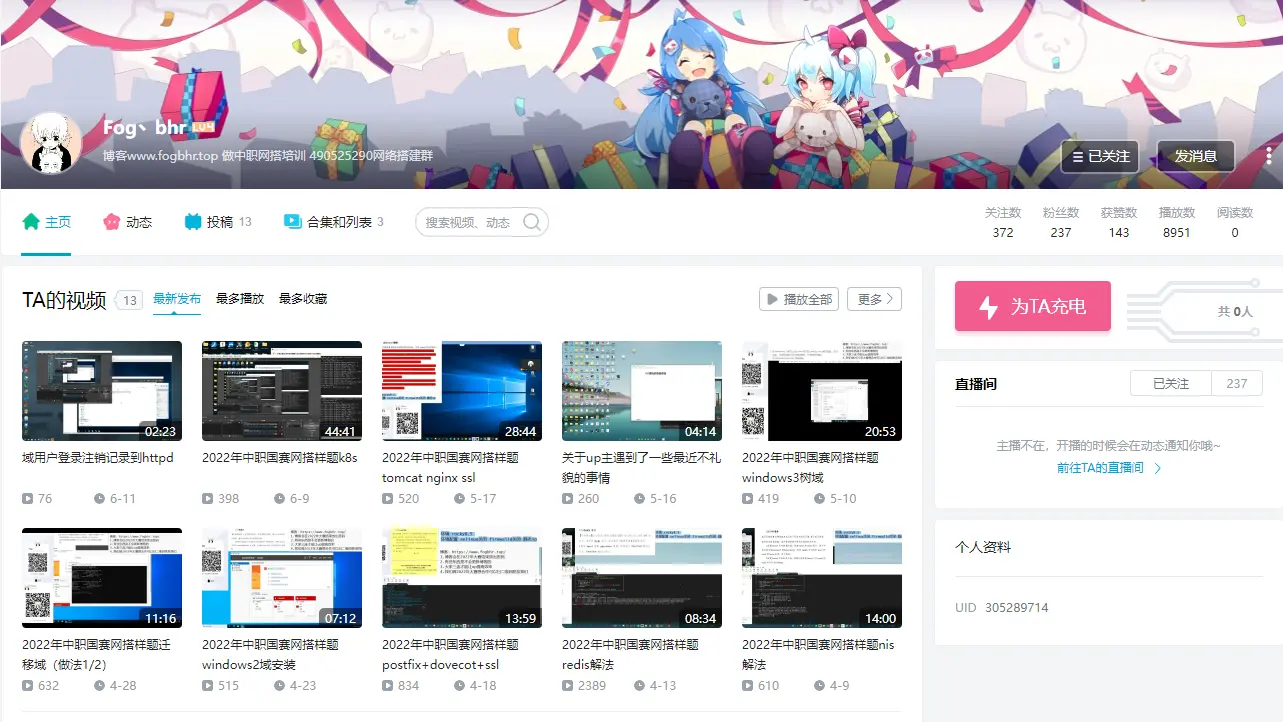 Fog丶bhr LV4
博客www.fogbhr.top 做中职网搭培训 490525290网络搭建群
已关注
发消息
主页
动态
投稿 13
合集和列表 3
搜索视频、动态
关注数 粉丝数 获赞数 播放数 阅读数
372 237 143 8951 0
TA的视频 13 最新发布 最多播放 最多收藏
播放全部
更多
02:23
44:41
28:44
04:14
20:53
域用户登录注销记录到httpd
76 6-11
2022年中职国赛网搭样题k8s
398 6-9
2022年中职国赛网搭样题
tomcat nginx ssl
520 5-17
关于up主遇到了一些最近不礼
貌的事情
260 5-16
2022年中职国赛网搭样题
windows3树域
419 5-10
11:16
07:12
13:59
08:34
14:00
2022年中职国赛网搭样题迁
移域（做法1/2）
632 4-28
2022年中职国赛网搭样题
windows2域安装
515 4-23
2022年中职国赛网搭样题
postfix+dovecot+ssl
834 4-18
2022年中职国赛网搭样题
redis解法
2389 4-13
2022年中职国赛网搭样题nis
解法
610 4-9
为TA充电
共 0人
直播间
已关注 237
主播不在，开播的时候会在动态通知你哦~
前往TA的直播间
个人资料
UID 305289714